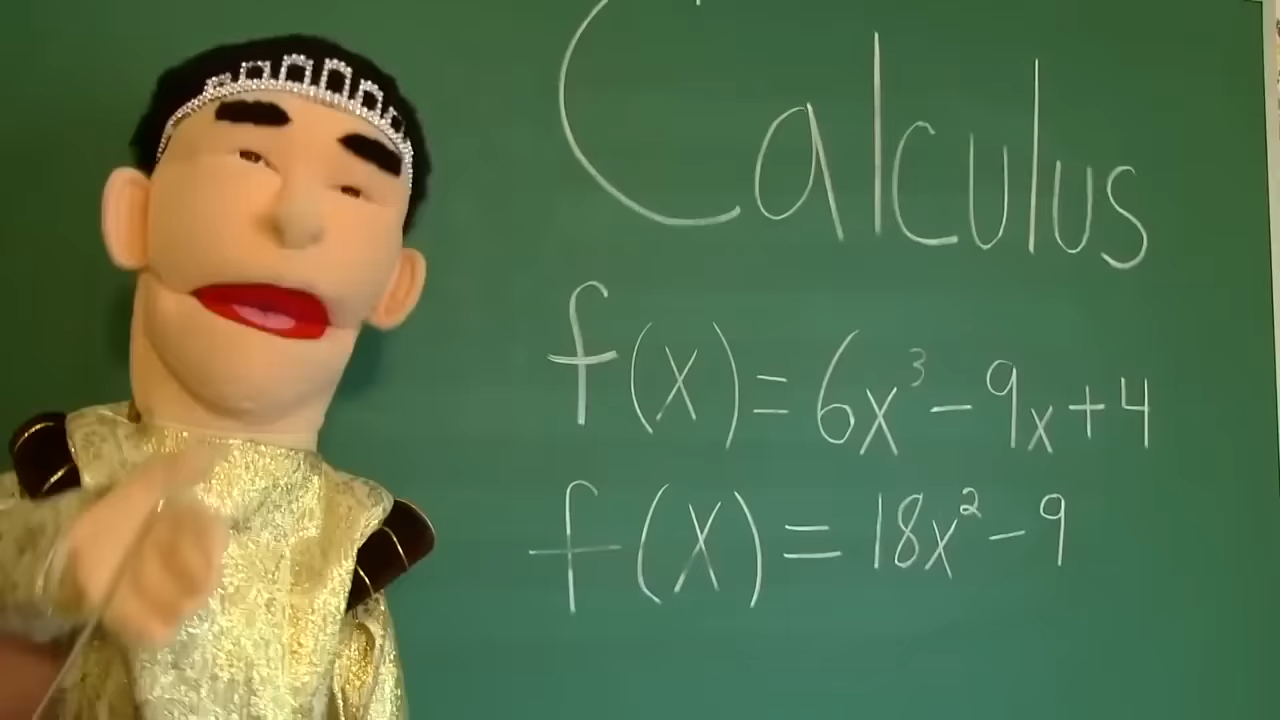 Calculus
f(x) = 6x³ - 9x + 4
f(x) = 18x² - 9